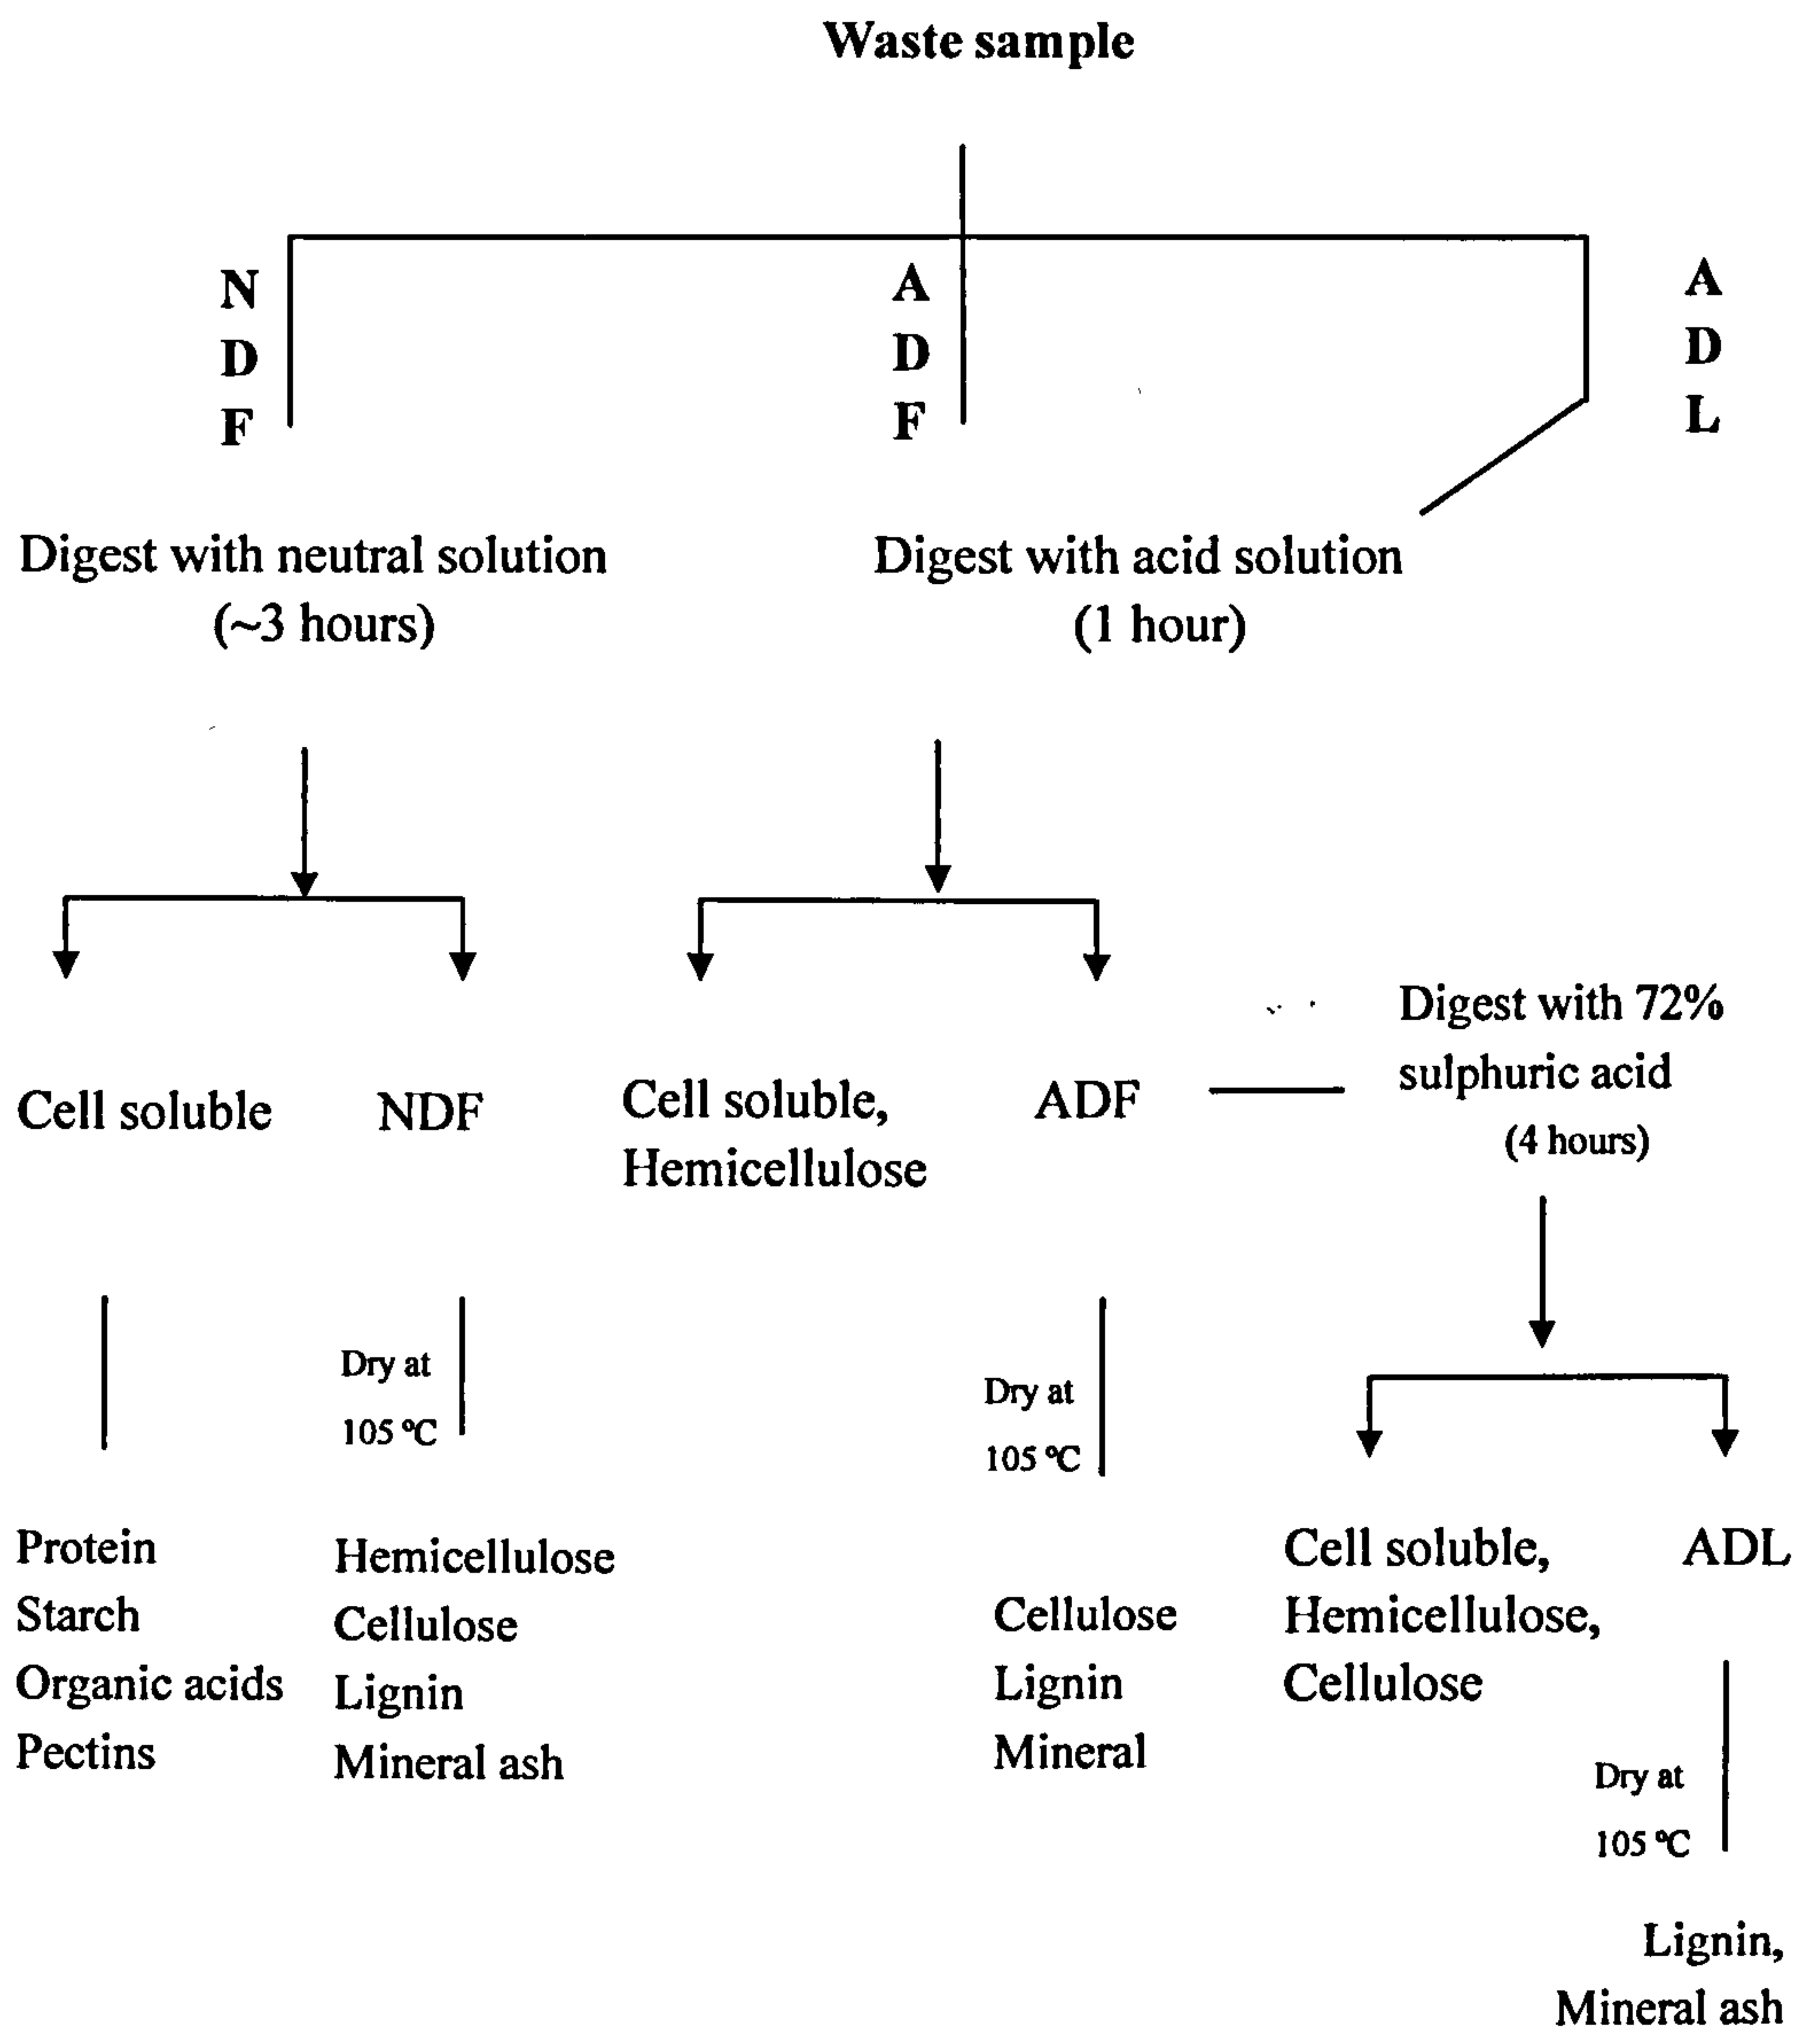 Waste sample
N
D
F
A
D
F
A
D
L
Digest with neutral solution
(~3 hours)
Digest with acid solution
(1 hour)
Cell soluble
NDF
Cell soluble,
Hemicellulose
ADF
Digest with 72%
sulphuric acid
(4 hours)
Dry at
105 ºC
Dry at
105 ºC
Protein
Starch
Organic acids
Pectins
Hemicellulose
Cellulose
Lignin
Mineral ash
Cellulose
Lignin
Mineral
Cell soluble,
Hemicellulose,
Cellulose
ADL
Dry at
105 ºC
Lignin,
Mineral ash